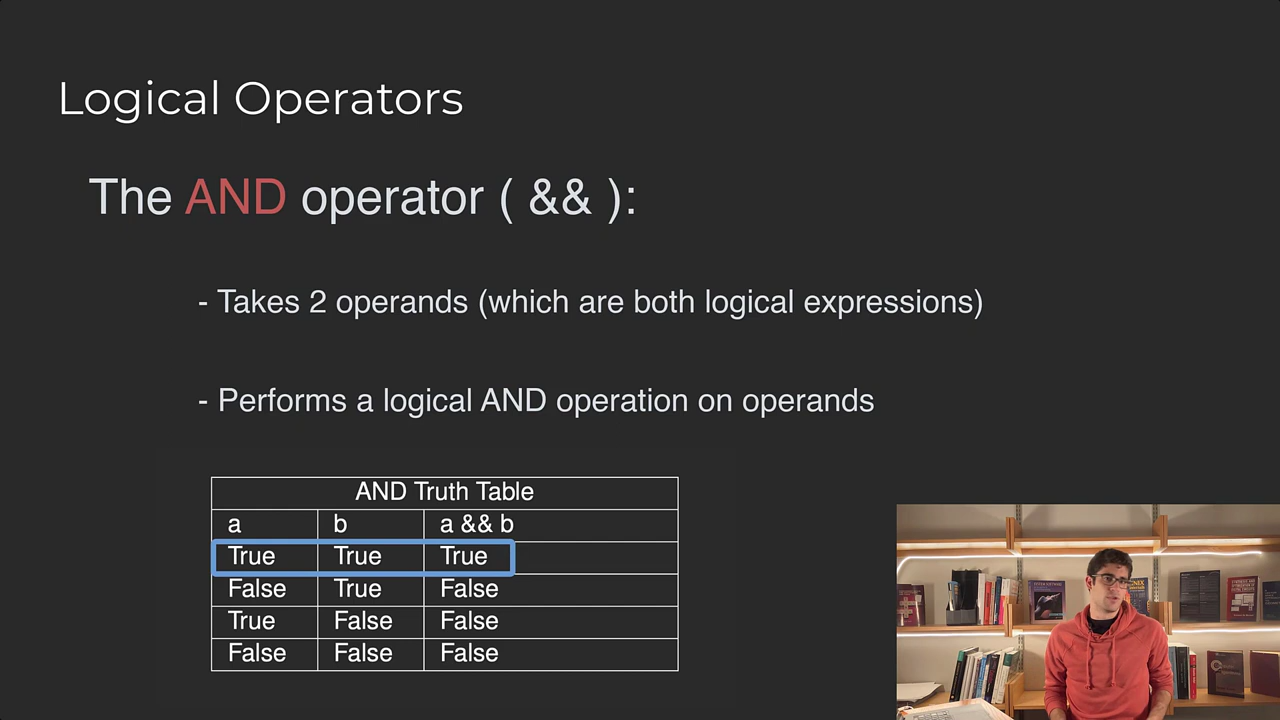 Logical Operators
The AND operator ( && ):
- Takes 2 operands (which are both logical expressions)
- Performs a logical AND operation on operands
AND Truth Table
a b a && b
True True True
False True False
True False False
False False False